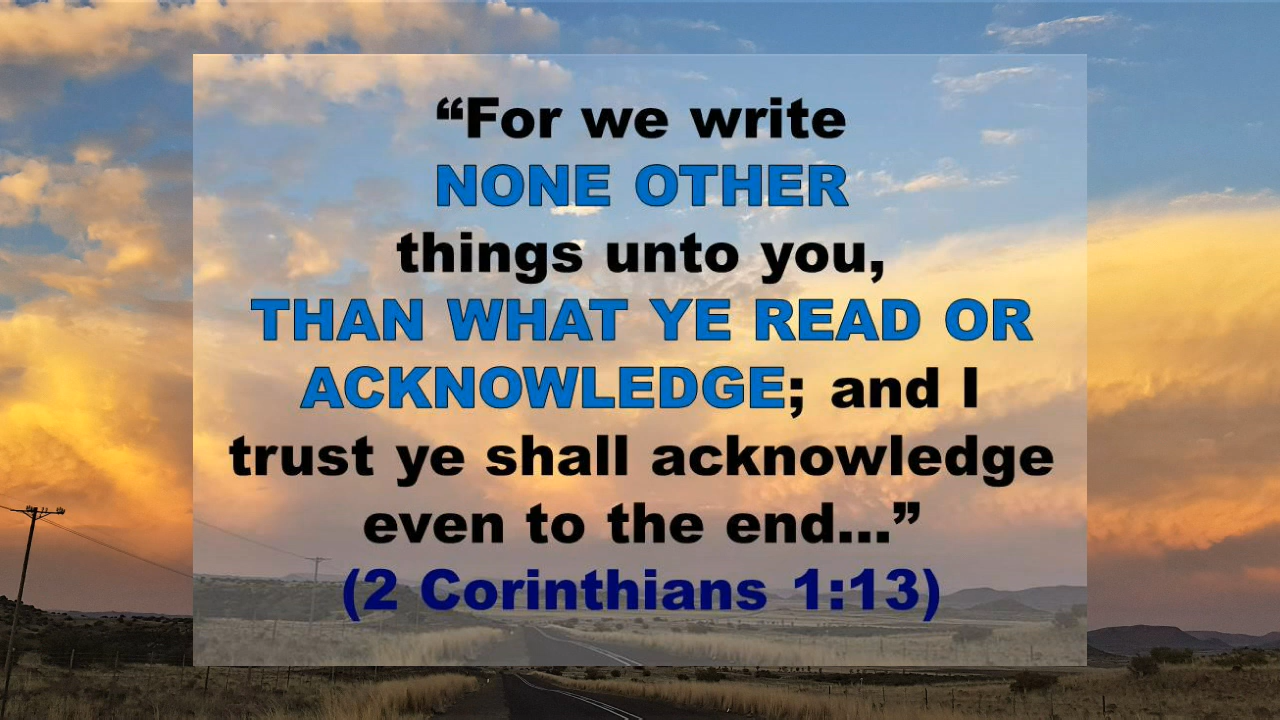 “For we write
NONE OTHER
things unto you,
THAN WHAT YE READ OR
ACKNOWLEDGE; and I
trust ye shall acknowledge
even to the end...”
(2 Corinthians 1:13)